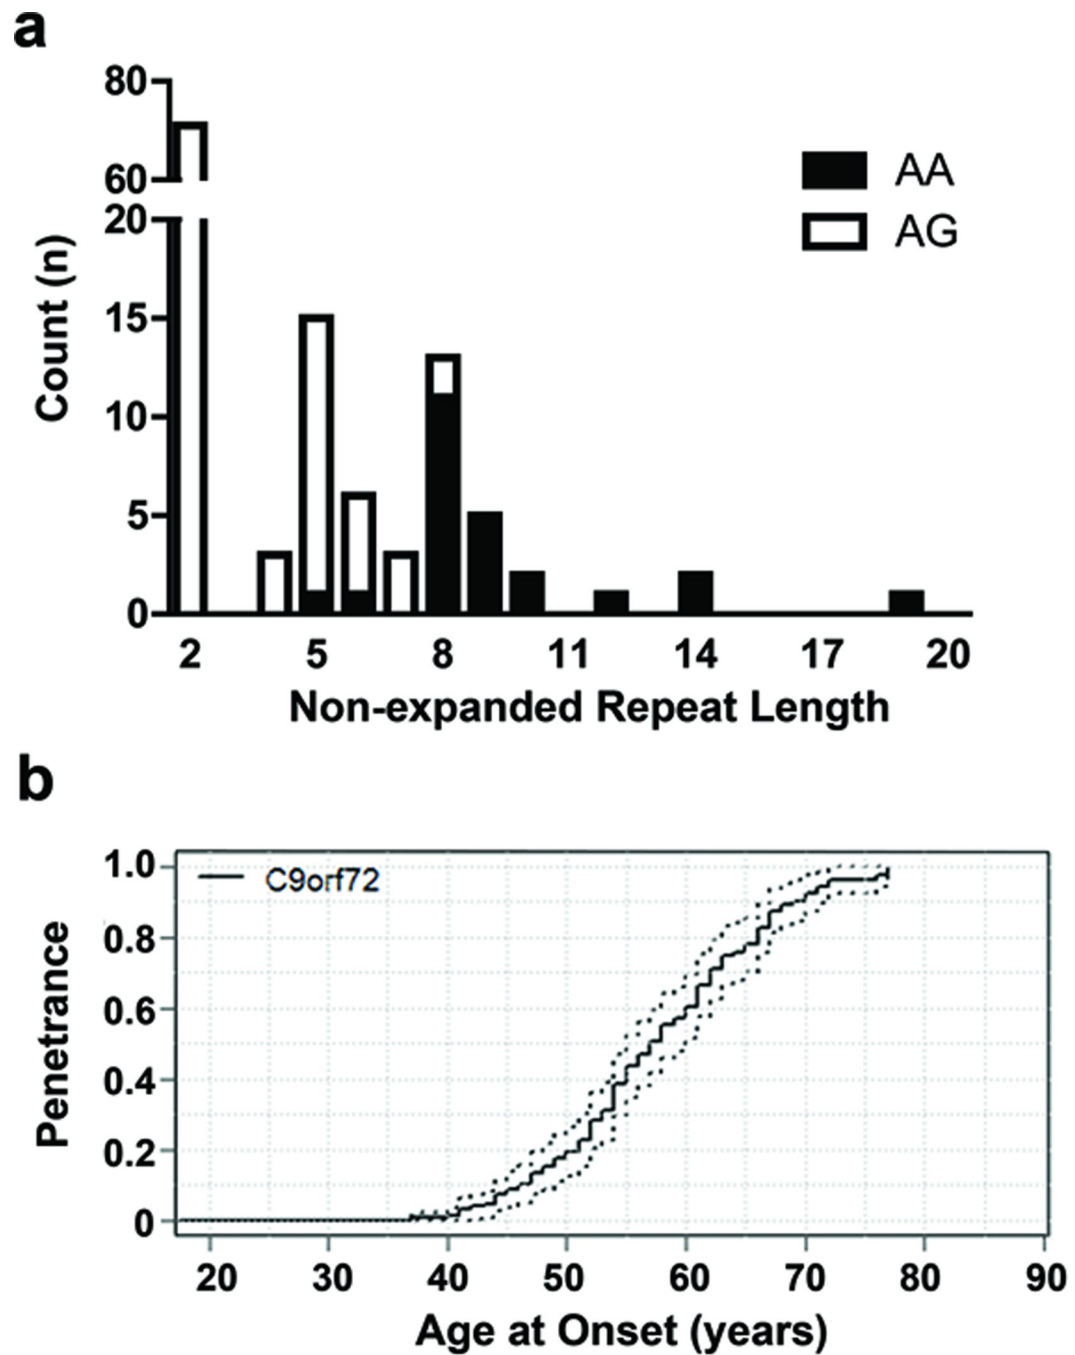 a
80
60
20
15
10
5
0
Count (n)
AA
AG
2 5 8 11 14 17 20
Non-expanded Repeat Length
b
1.0
0.8
0.6
0.4
0.2
0
Penetrance
C9orf72
20 30 40 50 60 70 80 90
Age at Onset (years)